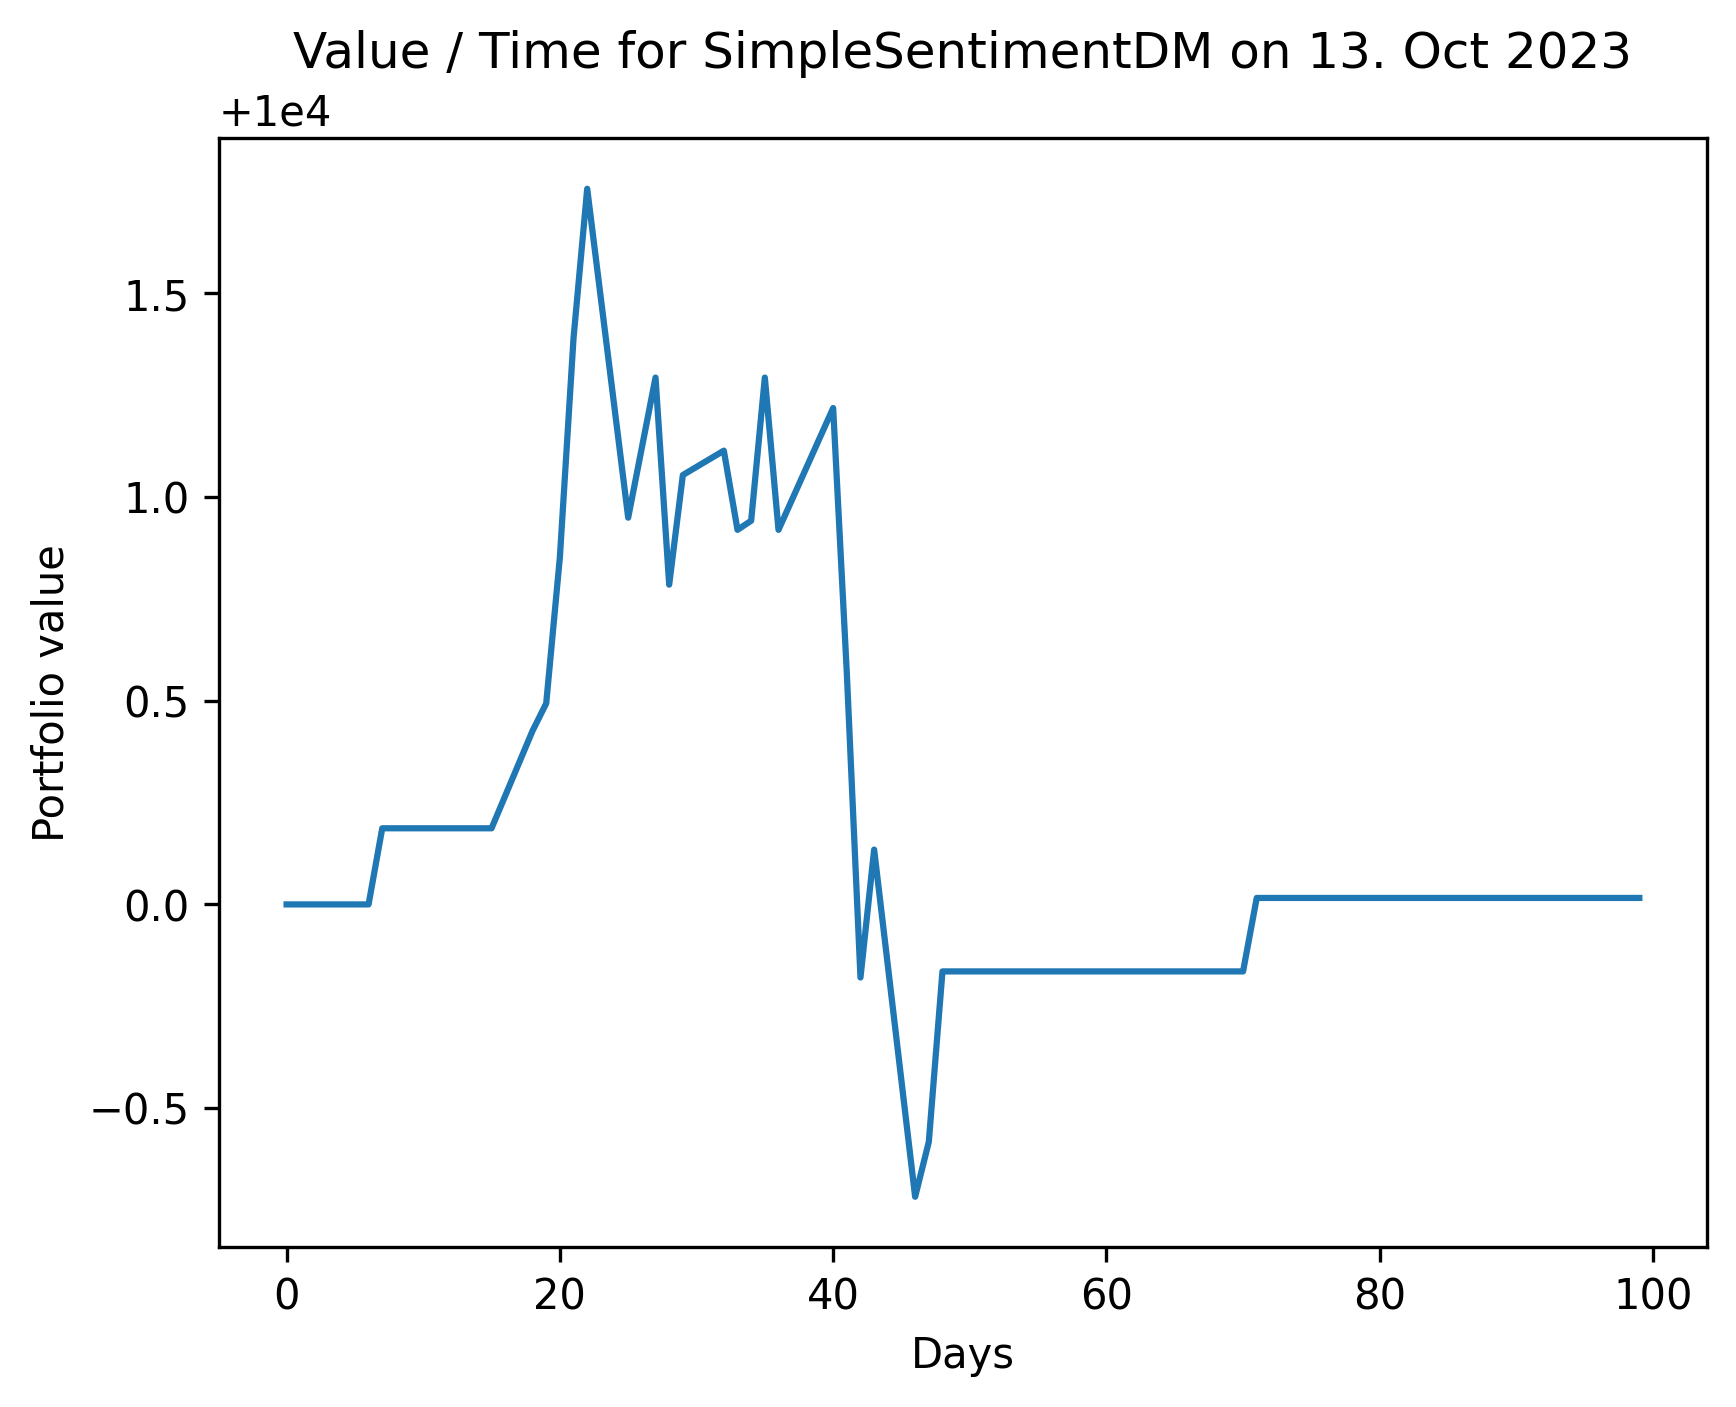 Value / Time for SimpleSentimentDM on 13. Oct 2023
+1e4
1.5
1.0
0.5
0.0
−0.5
Portfolio value
0 20 40 60 80 100
Days